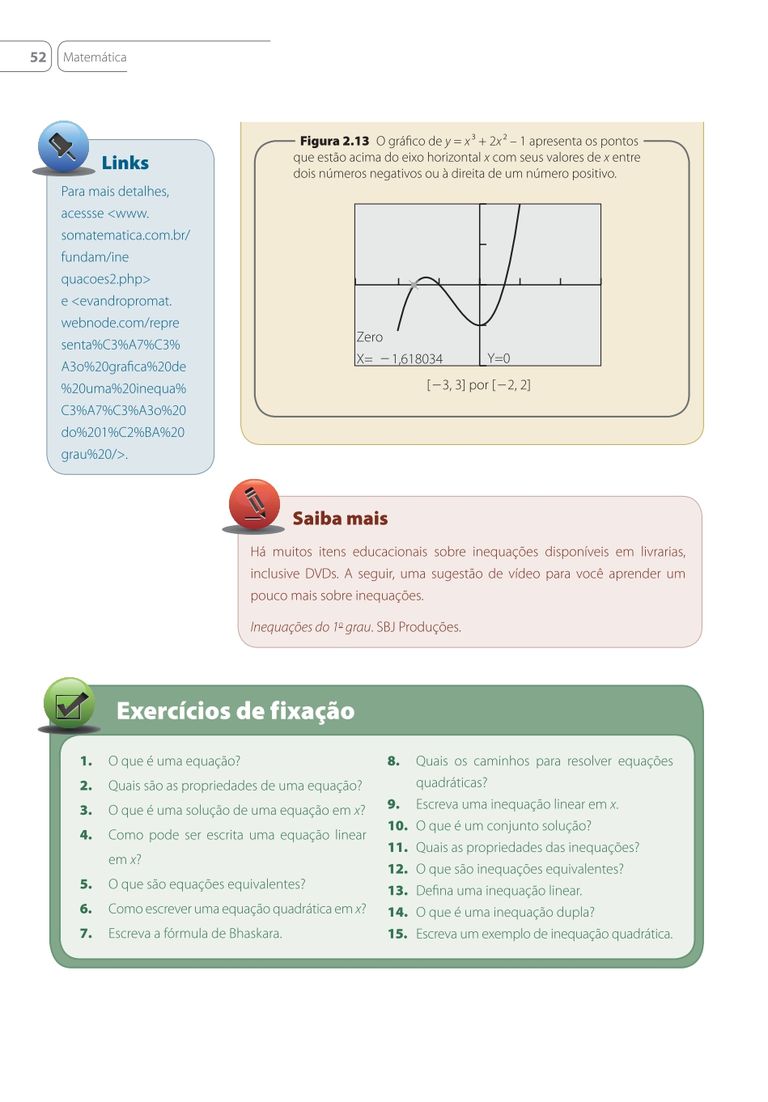 52
Matemática
Links
Para mais detalhes,
acessse <www.
somatematica.com.br/
fundam/ine
quacoes2.php>
e <evandropromat.
webnode.com/repre
senta%C3%A7%C3%
A3o%20grafica%20de
%20uma%20inequa%
C3%A7%C3%A3o%20
do%201%C2%BA%20
grau%20/>.
Figura 2.13 O gráfico de y = x³ + 2x² – 1 apresenta os pontos
que estão acima do eixo horizontal x com seus valores de x entre
dois números negativos ou à direita de um número positivo.
Zero
X= −1,618034 Y=0
[−3, 3] por [−2, 2]
Saiba mais
Há muitos itens educacionais sobre inequações disponíveis em livrarias,
inclusive DVDs. A seguir, uma sugestão de vídeo para você aprender um
pouco mais sobre inequações.
Inequações do 1º grau. SBJ Produções.
Exercícios de fixação
1. O que é uma equação?
2. Quais são as propriedades de uma equação?
3. O que é uma solução de uma equação em x?
4. Como pode ser escrita uma equação linear
em x?
5. O que são equações equivalentes?
6. Como escrever uma equação quadrática em x?
7. Escreva a fórmula de Bhaskara.
8. Quais os caminhos para resolver equações
quadráticas?
9. Escreva uma inequação linear em x.
10. O que é um conjunto solução?
11. Quais as propriedades das inequações?
12. O que são inequações equivalentes?
13. Defina uma inequação linear.
14. O que é uma inequação dupla?
15. Escreva um exemplo de inequação quadrática.